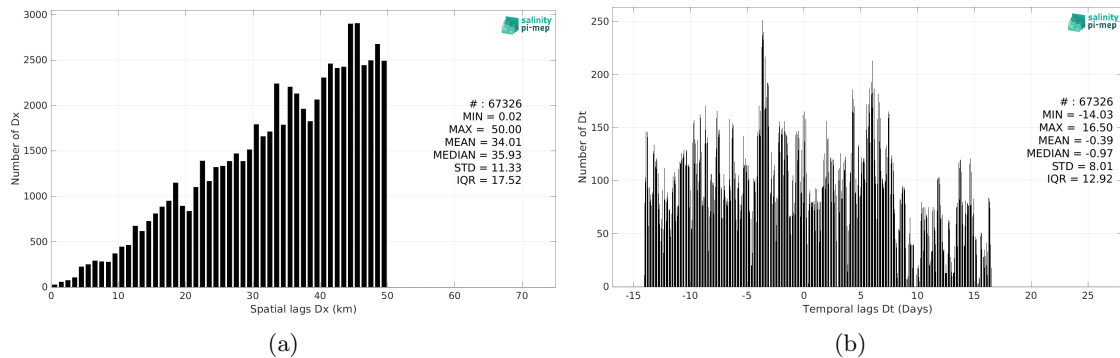 3000
2500
2000
1500
1000
500
0
Number of Dx
0 10 20 30 40 50 60 70
Spatial lags Dx (km)
salinity
pi-mep
# : 67326
MIN = 0.02
MAX = 50.00
MEAN = 34.01
MEDIAN = 35.93
STD = 11.33
IQR = 17.52
(a)
250
200
150
100
50
0
Number of Dt
-15 -10 -5 0 5 10 15 20 25
Temporal lags Dt (Days)
salinity
pi-mep
# : 67326
MIN = -14.03
MAX = 16.50
MEAN = -0.39
MEDIAN = -0.97
STD = 8.01
IQR = 12.92
(b)